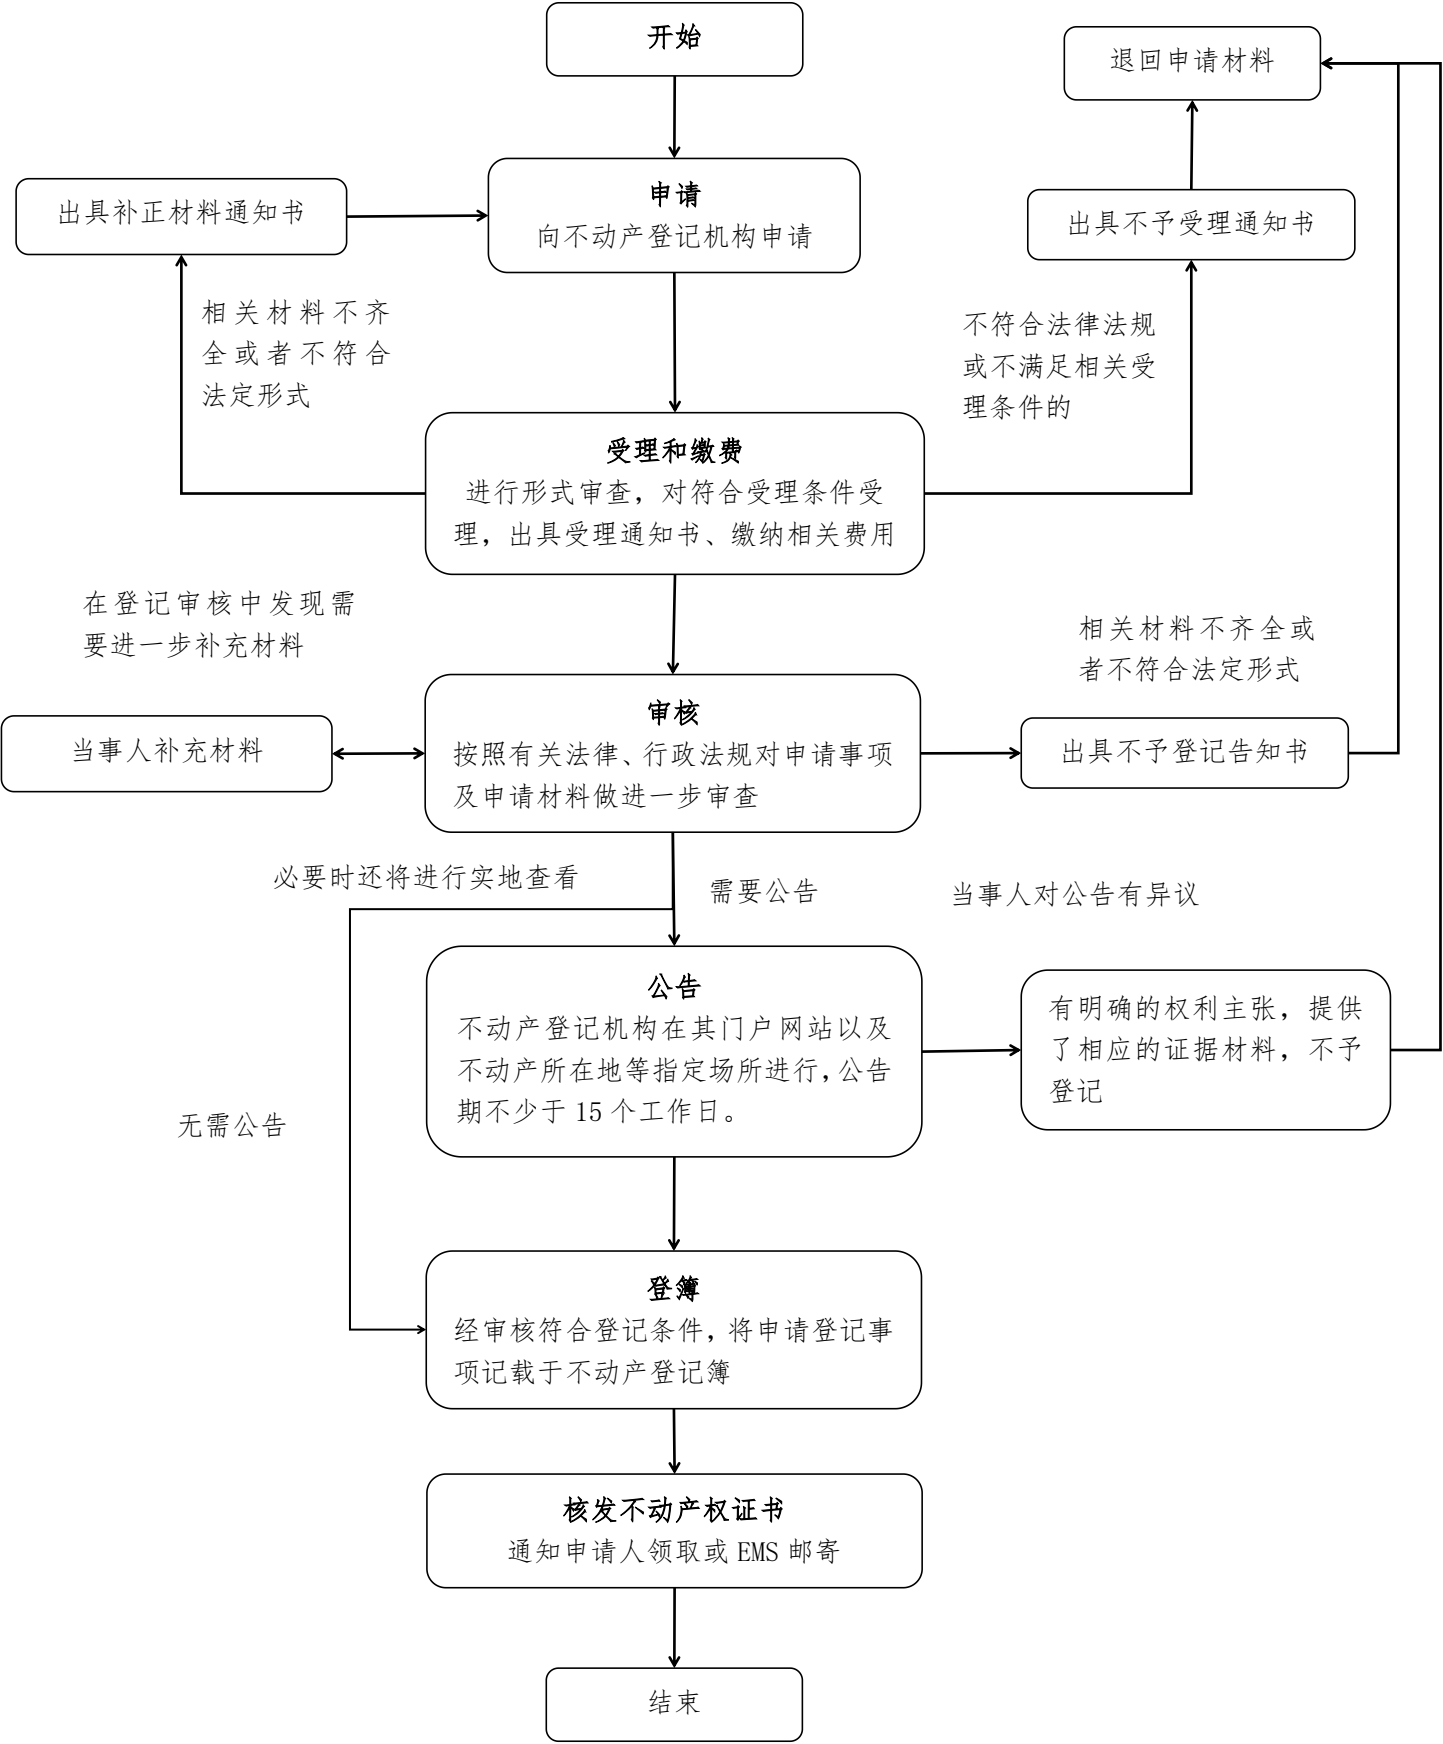 开始
退回申请材料
申请
向不动产登记机构申请
出具补正材料通知书
出具不予受理通知书
相关材料不齐
全或者不符合
法定形式
不符合法律法规
或不满足相关受
理条件的
受理和缴费
进行形式审查，对符合受理条件受
理，出具受理通知书、缴纳相关费用
在登记审核中发现需
要进一步补充材料
相关材料不齐全或
者不符合法定形式
当事人补充材料
审核
按照有关法律、行政法规对申请事项
及申请材料做进一步审查
出具不予登记告知书
必要时还将进行实地查看
需要公告
当事人对公告有异议
公告
不动产登记机构在其门户网站以及
不动产所在地等指定场所进行，公告
期不少于 15 个工作日。
有明确的权利主张，提供
了相应的证据材料，不予
登记
无需公告
登簿
经审核符合登记条件，将申请登记事
项记载于不动产登记簿
核发不动产权证书
通知申请人领取或 EMS 邮寄
结束